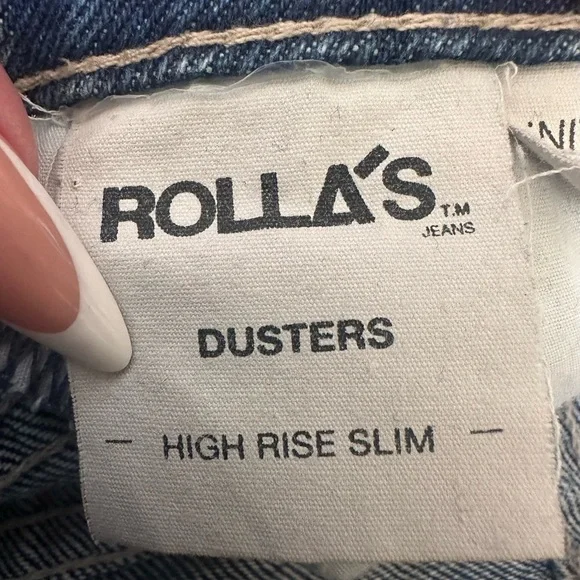 ROLLA'S T.M
JEANS
DUSTERS
— HIGH RISE SLIM —